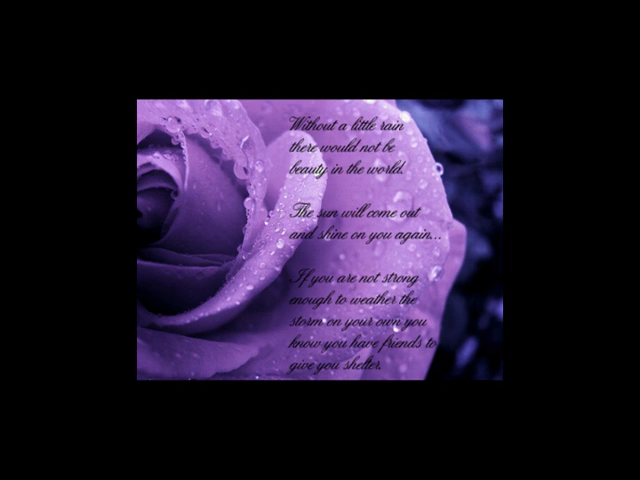 Without a little rain
there would not be
beauty in the world.
The sun will come out
and shine on you again...
If you are not strong
enough to weather the
storm on your own you
know you have friends to
give you shelter.